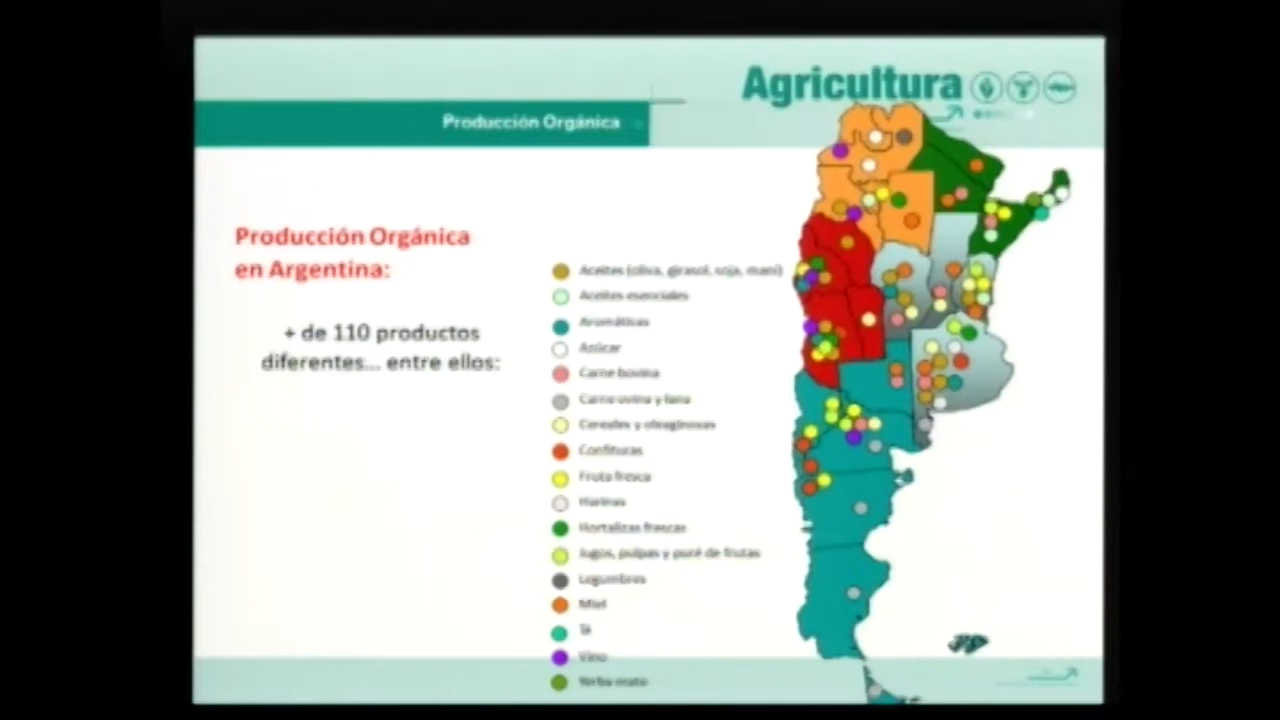 Agricultura
Producción Orgánica
Producción Orgánica
en Argentina:
+ de 110 productos
diferentes... entre ellos:
Aceites (oliva, girasol, soja, maní)
Aceites esenciales
Aromáticas
Azúcar
Carne bovina
Carne ovina y lana
Cereales y oleaginosas
Confituras
Fruta fresca
Harinas
Hortalizas frescas
Jugos, pulpas y puré de frutas
Legumbres
Miel
Té
Vino
Yerba mate